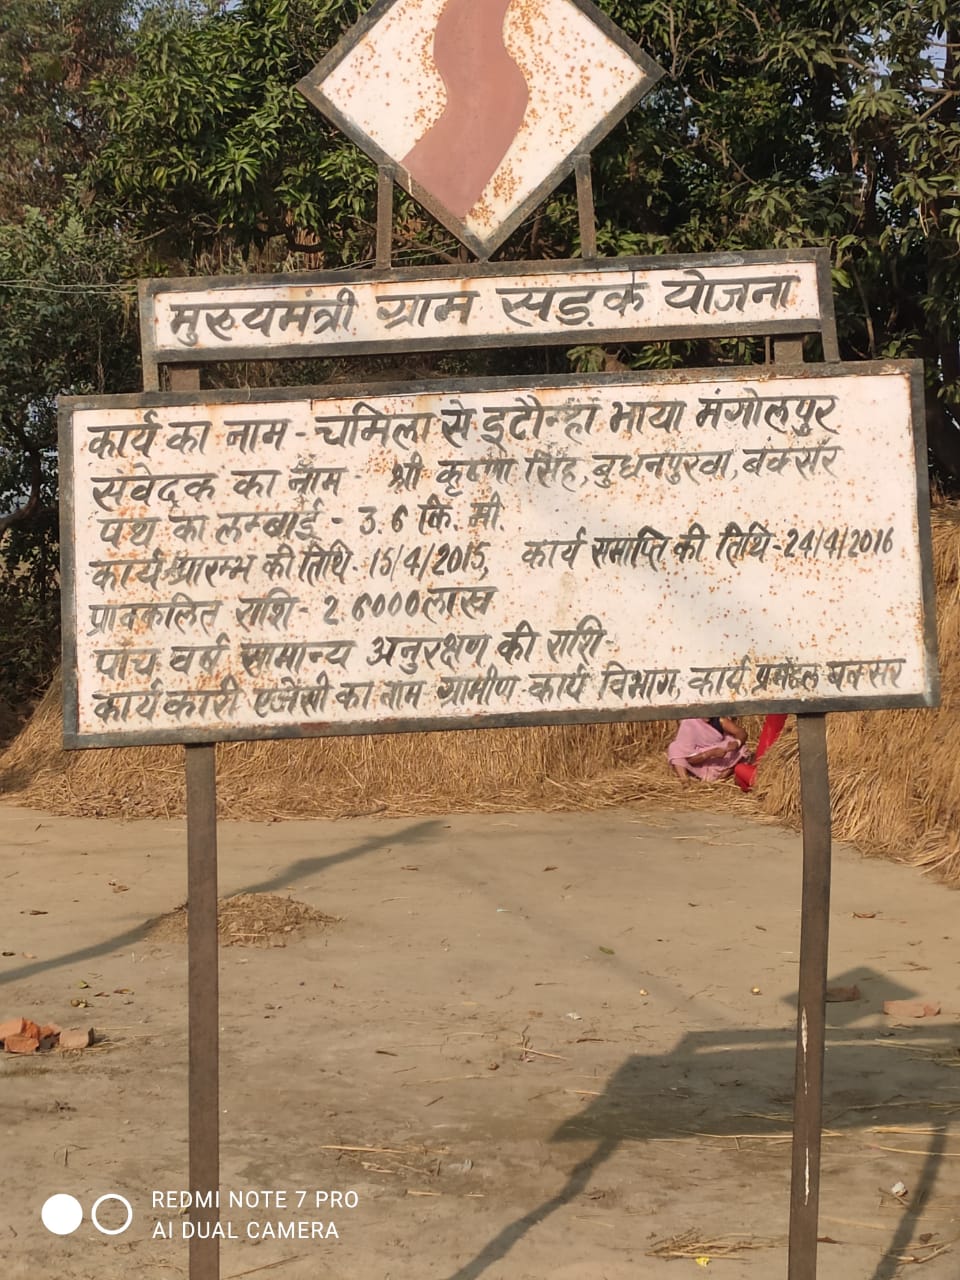 मुख्यमंत्री ग्राम सड़क योजना
कार्य का नाम - चमिला से इटौन्हा भाया मंगोलपुर
संवेदक का नाम - श्री कृष्णा सिंह, बुधनपुरवा, बक्सर
पथ का लम्बाई - 3.6 कि. मी.
कार्य प्रारम्भ की तिथि - 15/4/2015, कार्य समाप्ति की तिथि - 24/4/2016
प्राक्कलित राशि - 2.6000 लाख
पांच वर्ष सामान्य अनुरक्षण की राशि -
कार्यकारी एजेंसी का नाम ग्रामीण कार्य विभाग, कार्य प्रमंडल बक्सर
REDMI NOTE 7 PRO
AI DUAL CAMERA